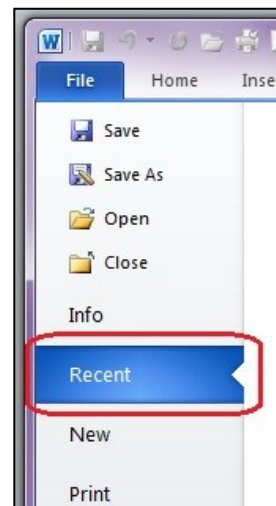 W
File Home Inse
Save
Save As
Open
Close
Info
Recent
New
Print